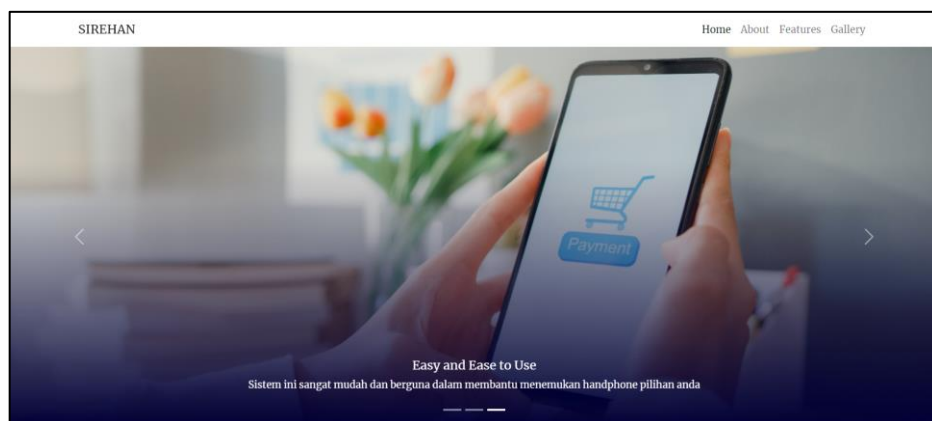 SIREHAN
Home About Features Gallery
Payment
Easy and Ease to Use
Sistem ini sangat mudah dan berguna dalam membantu menemukan handphone pilihan anda